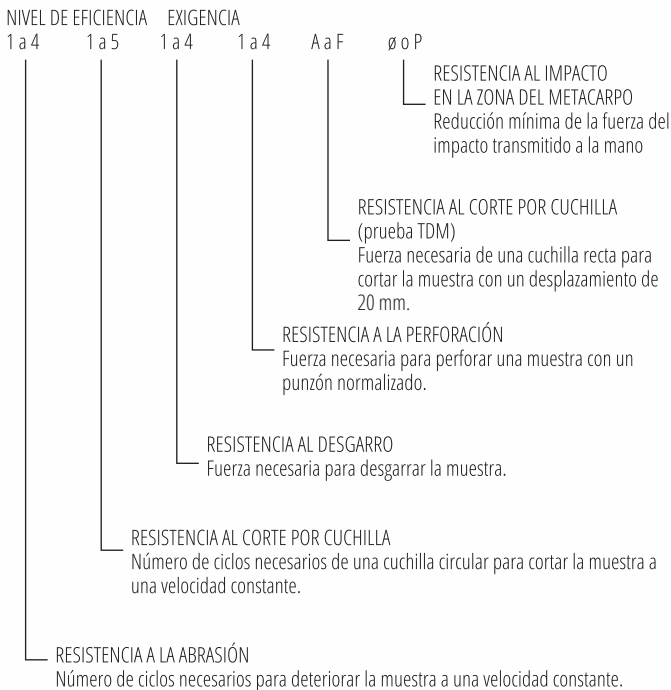 NIVEL DE EFICIENCIA EXIGENCIA
1 a 4 1 a 5 1 a 4 1 a 4 A a F ø o P
RESISTENCIA AL IMPACTO
EN LA ZONA DEL METACARPO
Reducción mínima de la fuerza del
impacto transmitido a la mano
RESISTENCIA AL CORTE POR CUCHILLA
(prueba TDM)
Fuerza necesaria de una cuchilla recta para
cortar la muestra con un desplazamiento de
20 mm.
RESISTENCIA A LA PERFORACIÓN
Fuerza necesaria para perforar una muestra con un
punzón normalizado.
RESISTENCIA AL DESGARRO
Fuerza necesaria para desgarrar la muestra.
RESISTENCIA AL CORTE POR CUCHILLA
Número de ciclos necesarios de una cuchilla circular para cortar la muestra a
una velocidad constante.
RESISTENCIA A LA ABRASIÓN
Número de ciclos necesarios para deteriorar la muestra a una velocidad constante.